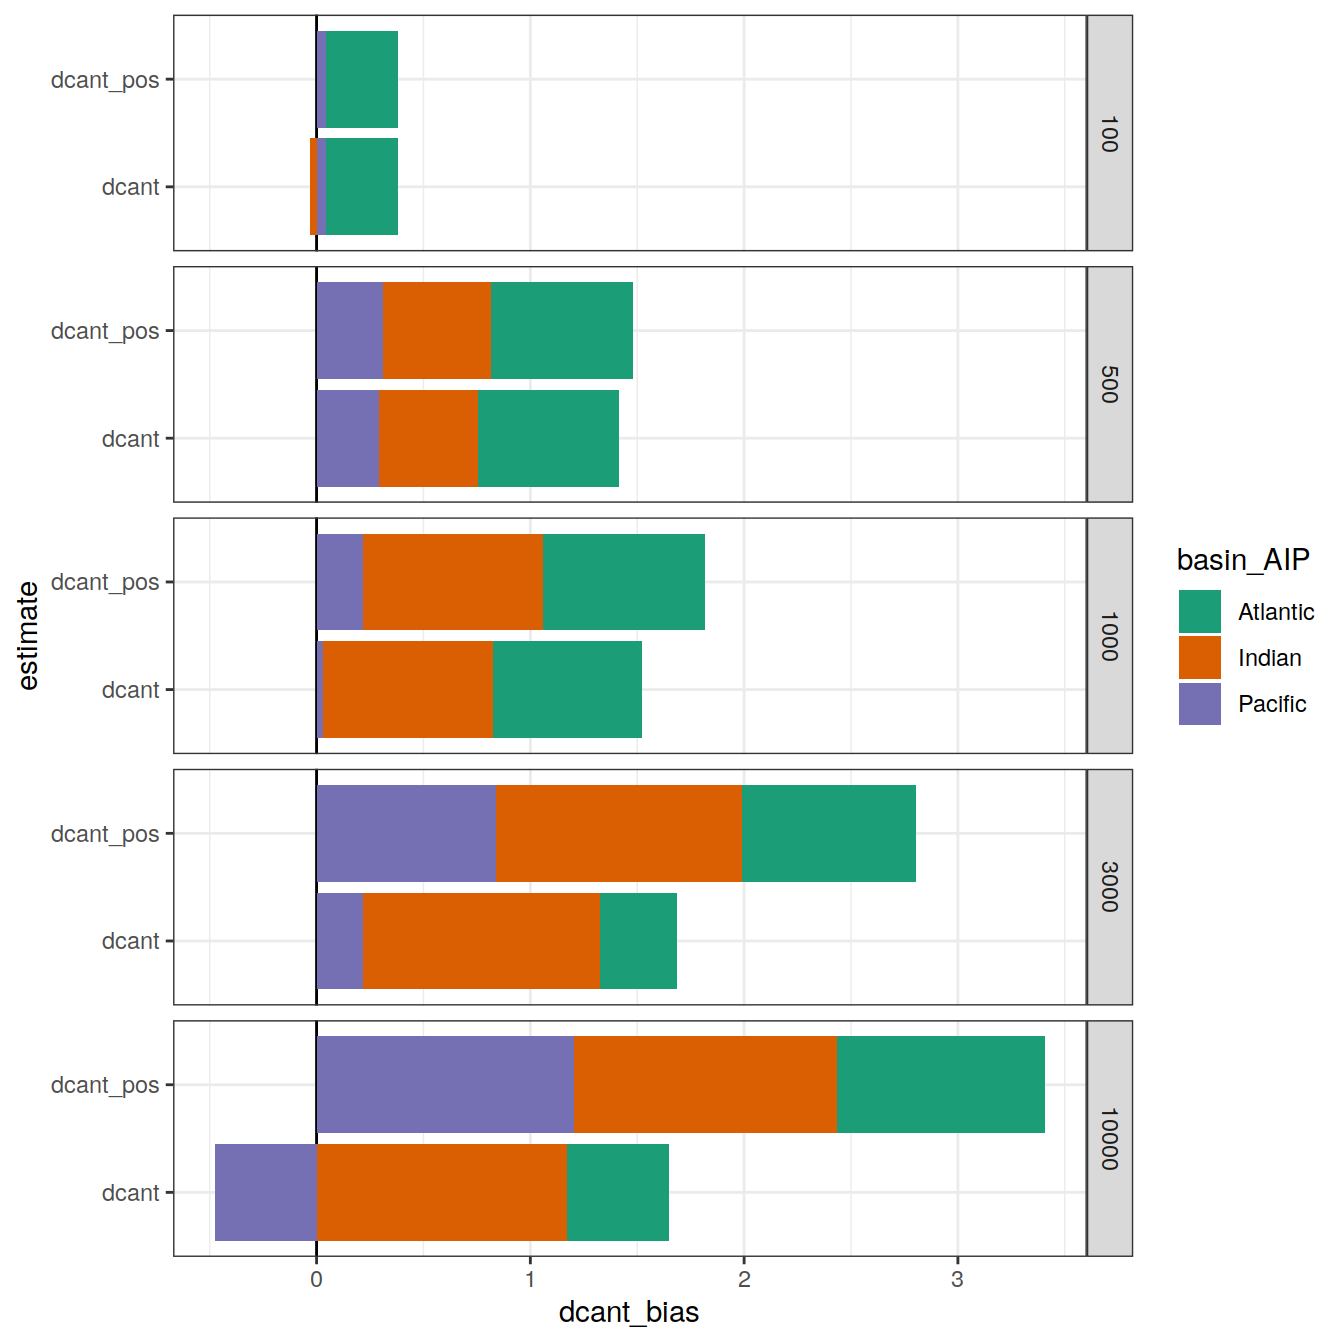 dcant_pos
dcant
100
dcant_pos
dcant
500
dcant_pos
dcant
1000
dcant_pos
dcant
3000
dcant_pos
dcant
10000
estimate
0 1 2 3
dcant_bias
basin_AIP
Atlantic
Indian
Pacific